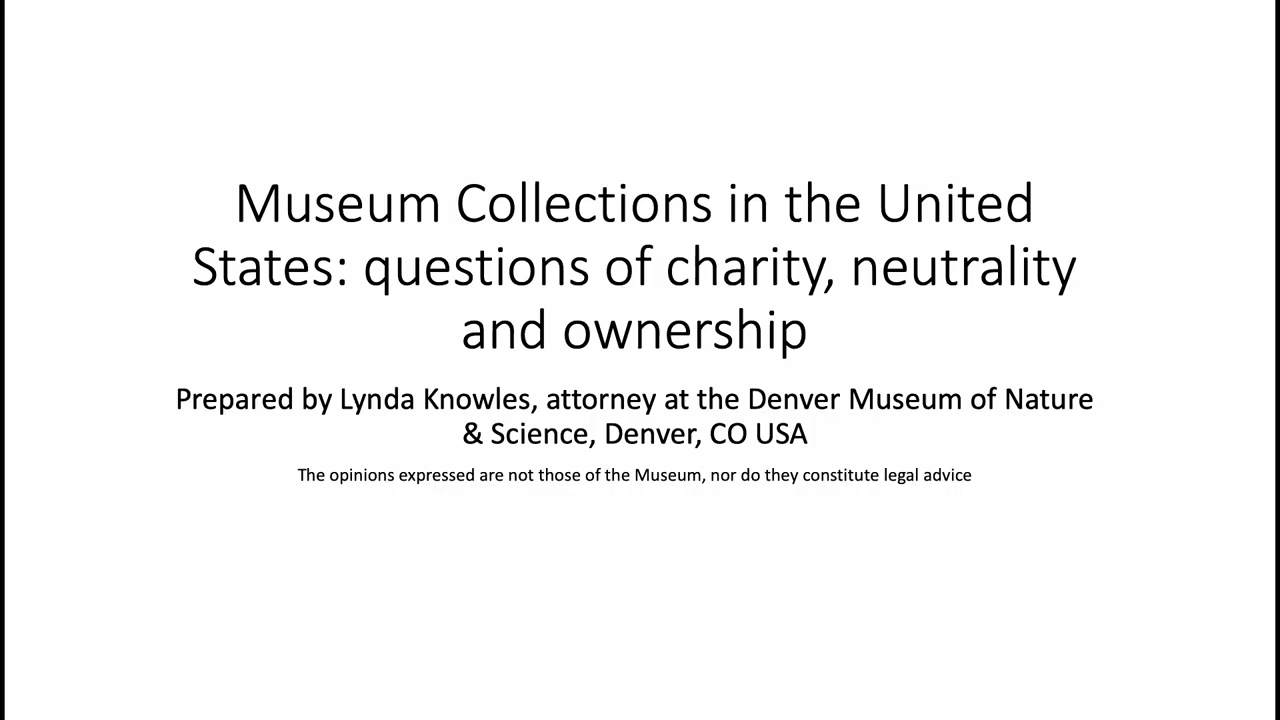 Museum Collections in the United
States: questions of charity, neutrality
and ownership
Prepared by Lynda Knowles, attorney at the Denver Museum of Nature
& Science, Denver, CO USA
The opinions expressed are not those of the Museum, nor do they constitute legal advice